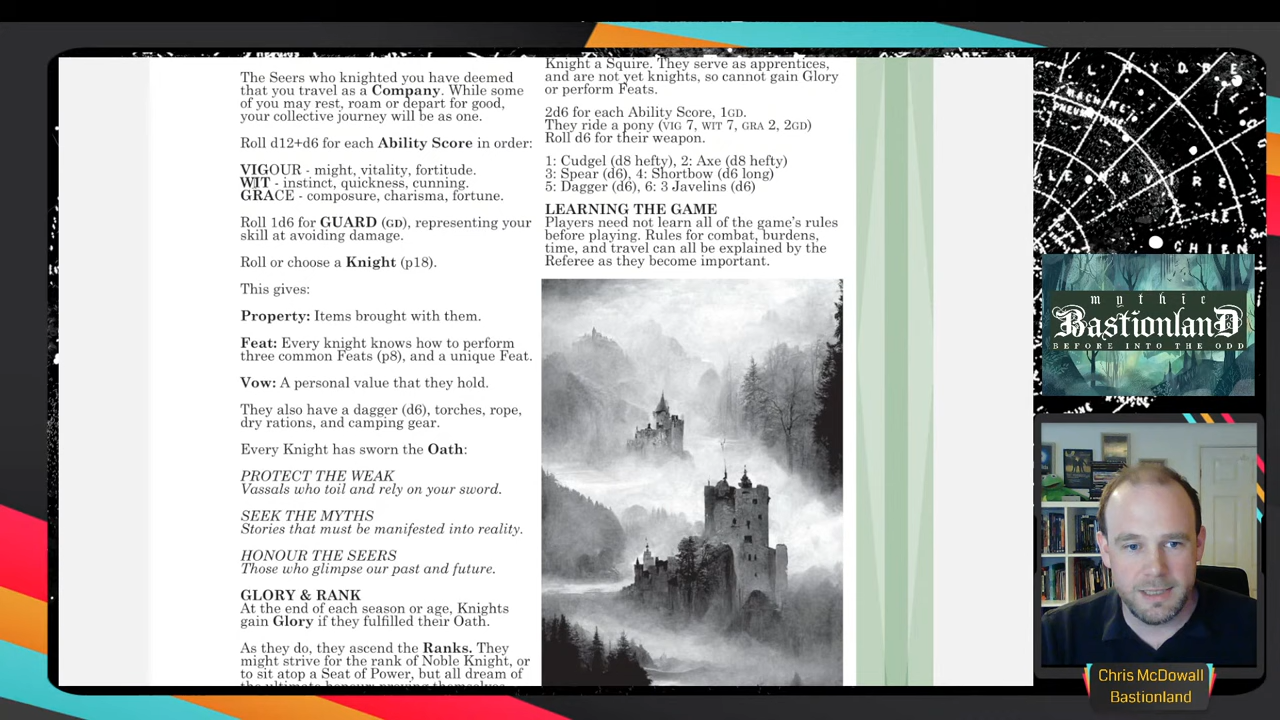 The Seers who knighted you have deemed
that you travel as a Company. While some
of you may rest, roam or depart for good,
your collective journey will be as one.
Roll d12+d6 for each Ability Score in order:
VIGOUR - might, vitality, fortitude.
WIT - instinct, quickness, cunning.
GRACE - composure, charisma, fortune.
Roll 1d6 for GUARD (GD), representing your
skill at avoiding damage.
Roll or choose a Knight (p18).
This gives:
Property: Items brought with them.
Feat: Every knight knows how to perform
three common Feats (p8), and a unique Feat.
Vow: A personal value that they hold.
They also have a dagger (d6), torches, rope,
dry rations, and camping gear.
Every Knight has sworn the Oath:
PROTECT THE WEAK
Vassals who toil and rely on your sword.
SEEK THE MYTHS
Stories that must be manifested into reality.
HONOUR THE SEERS
Those who glimpse our past and future.
GLORY & RANK
At the end of each season or age, Knights
gain Glory if they fulfilled their Oath.
As they do, they ascend the Ranks. They
might strive for the rank of Noble Knight, or
to sit atop a Seat of Power, but all dream of
the ultimate honour: proving themselves
Knight a Squire. They serve as apprentices,
and are not yet knights, so cannot gain Glory
or perform Feats.
2d6 for each Ability Score, 1GD.
They ride a pony (VIG 7, WIT 7, GRA 2, 2GD)
Roll d6 for their weapon.
1: Cudgel (d8 hefty), 2: Axe (d8 hefty)
3: Spear (d6), 4: Shortbow (d6 long)
5: Dagger (d6), 6: 3 Javelins (d6)
LEARNING THE GAME
Players need not learn all of the game's rules
before playing. Rules for combat, burdens,
time, and travel can all be explained by the
Referee as they become important.
L'HYDRE
MACHINE
PNEUMATIQUE
CHIEN
mythic
BastionlanD
BEFORE INTO THE ODD
Chris McDowall
Bastionland